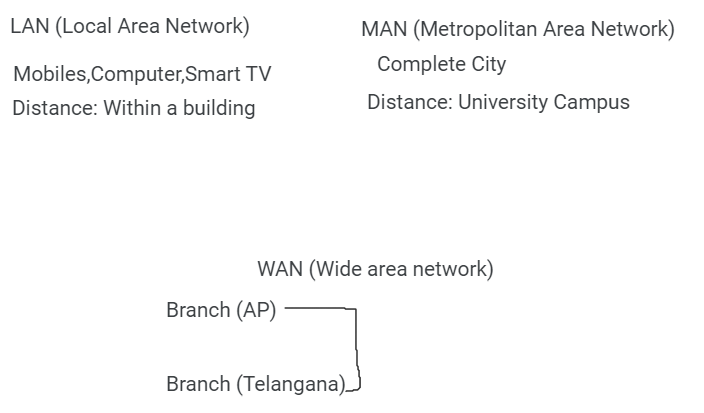 LAN (Local Area Network)
Mobiles,Computer,Smart TV
Distance: Within a building
MAN (Metropolitan Area Network)
Complete City
Distance: University Campus
WAN (Wide area network)
Branch (AP)
Branch (Telangana)